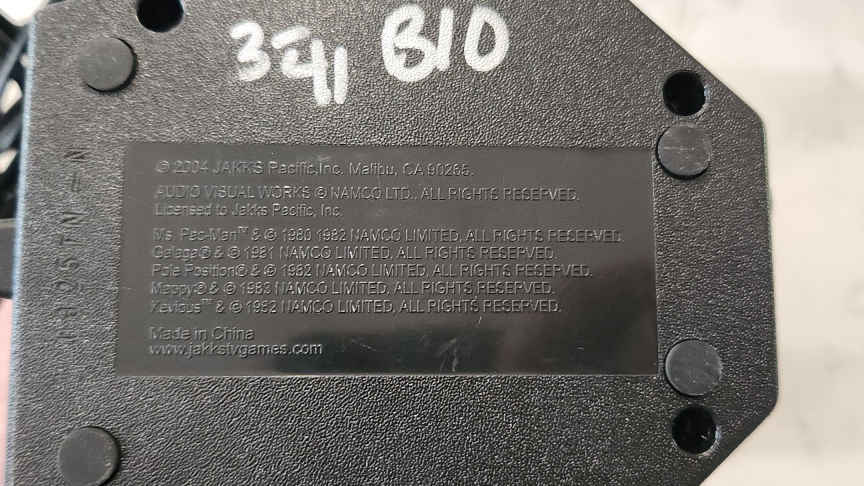 3-41 B10
© 2004 JAKKS Pacific, Inc. Malibu, CA 90265.
AUDIO VISUAL WORKS © NAMCO LTD., ALL RIGHTS RESERVED.
Licensed to Jakks Pacific, Inc.
Ms. Pac-Man™ & © 1980 1982 NAMCO LIMITED, ALL RIGHTS RESERVED.
Galaga® & © 1981 NAMCO LIMITED, ALL RIGHTS RESERVED.
Pole Position® & © 1982 NAMCO LIMITED, ALL RIGHTS RESERVED.
Mappy® & © 1983 NAMCO LIMITED, ALL RIGHTS RESERVED.
Xevious™ & © 1982 NAMCO LIMITED, ALL RIGHTS RESERVED.
Made in China
www.jakkstvgames.com